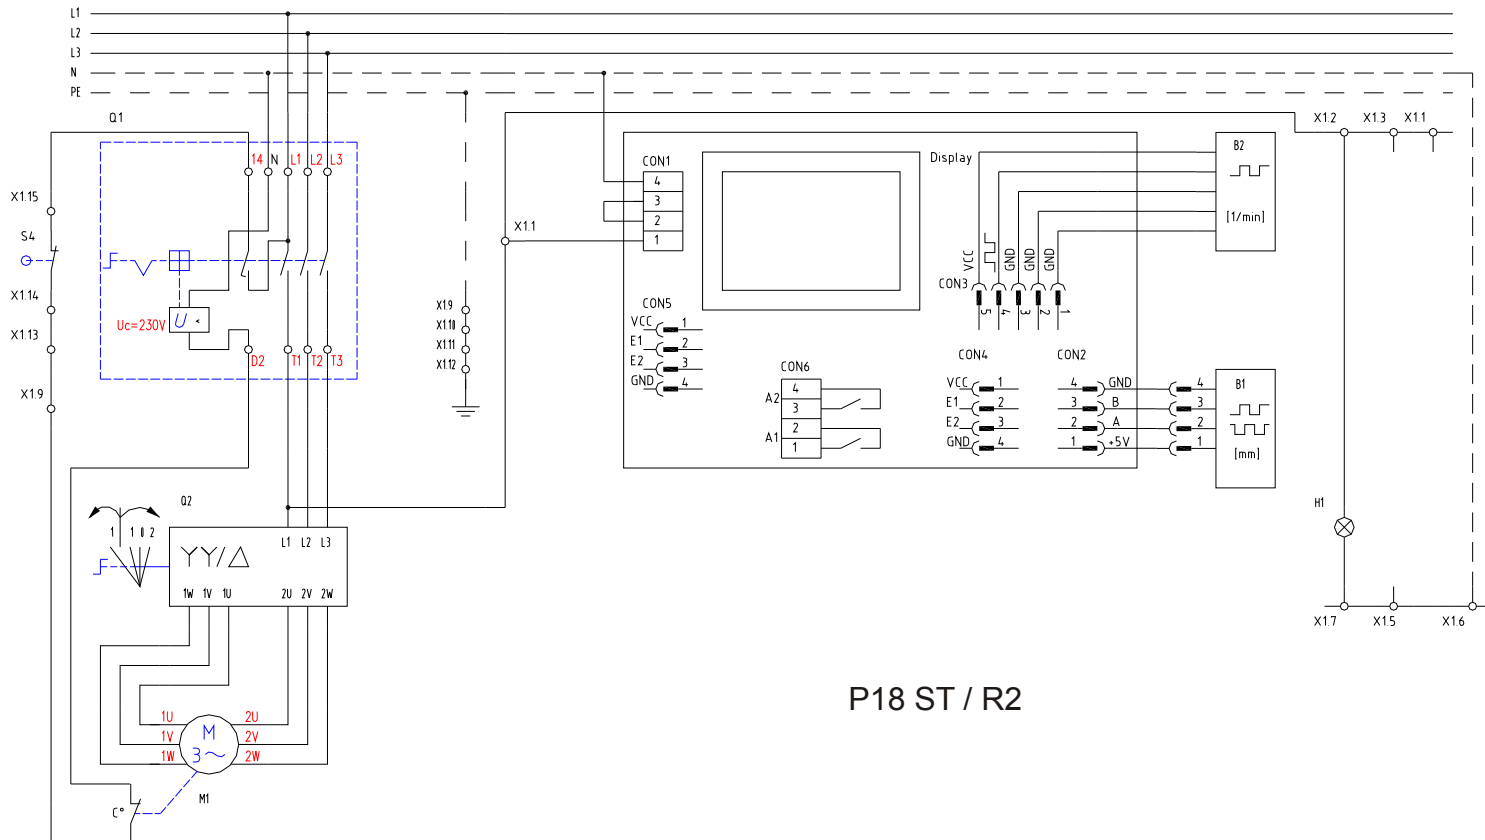 L1
L2
L3
N
PE
Q1
14 N L1 L2 L3
X1.15
S4
X1.14
X1.13
X1.9
Uc=230V
U <
D2 T1 T2 T3
X1.9
X1.10
X1.11
X1.12
X1.1
CON1
4
3
2
1
Display
B2
[1/min]
VCC
GND
GND
GND
CON3
5 4 3 2 1
X1.2 X1.3 X1.1
CON5
VCC 1
E1 2
E2 3
GND 4
CON6
A2
4
3
A1
2
1
CON4
VCC 1
E1 2
E2 3
GND 4
CON2
4 GND 4
3 B 3
2 A 2
1 +5V 1
B1
[mm]
H1
X1.7 X1.5 X1.6
Q2
1 1 0 2
YY/△
L1 L2 L3
1W 1V 1U 2U 2V 2W
1U 2U
1V 2V
1W 2W
M
3~
M1
C°
P18 ST / R2